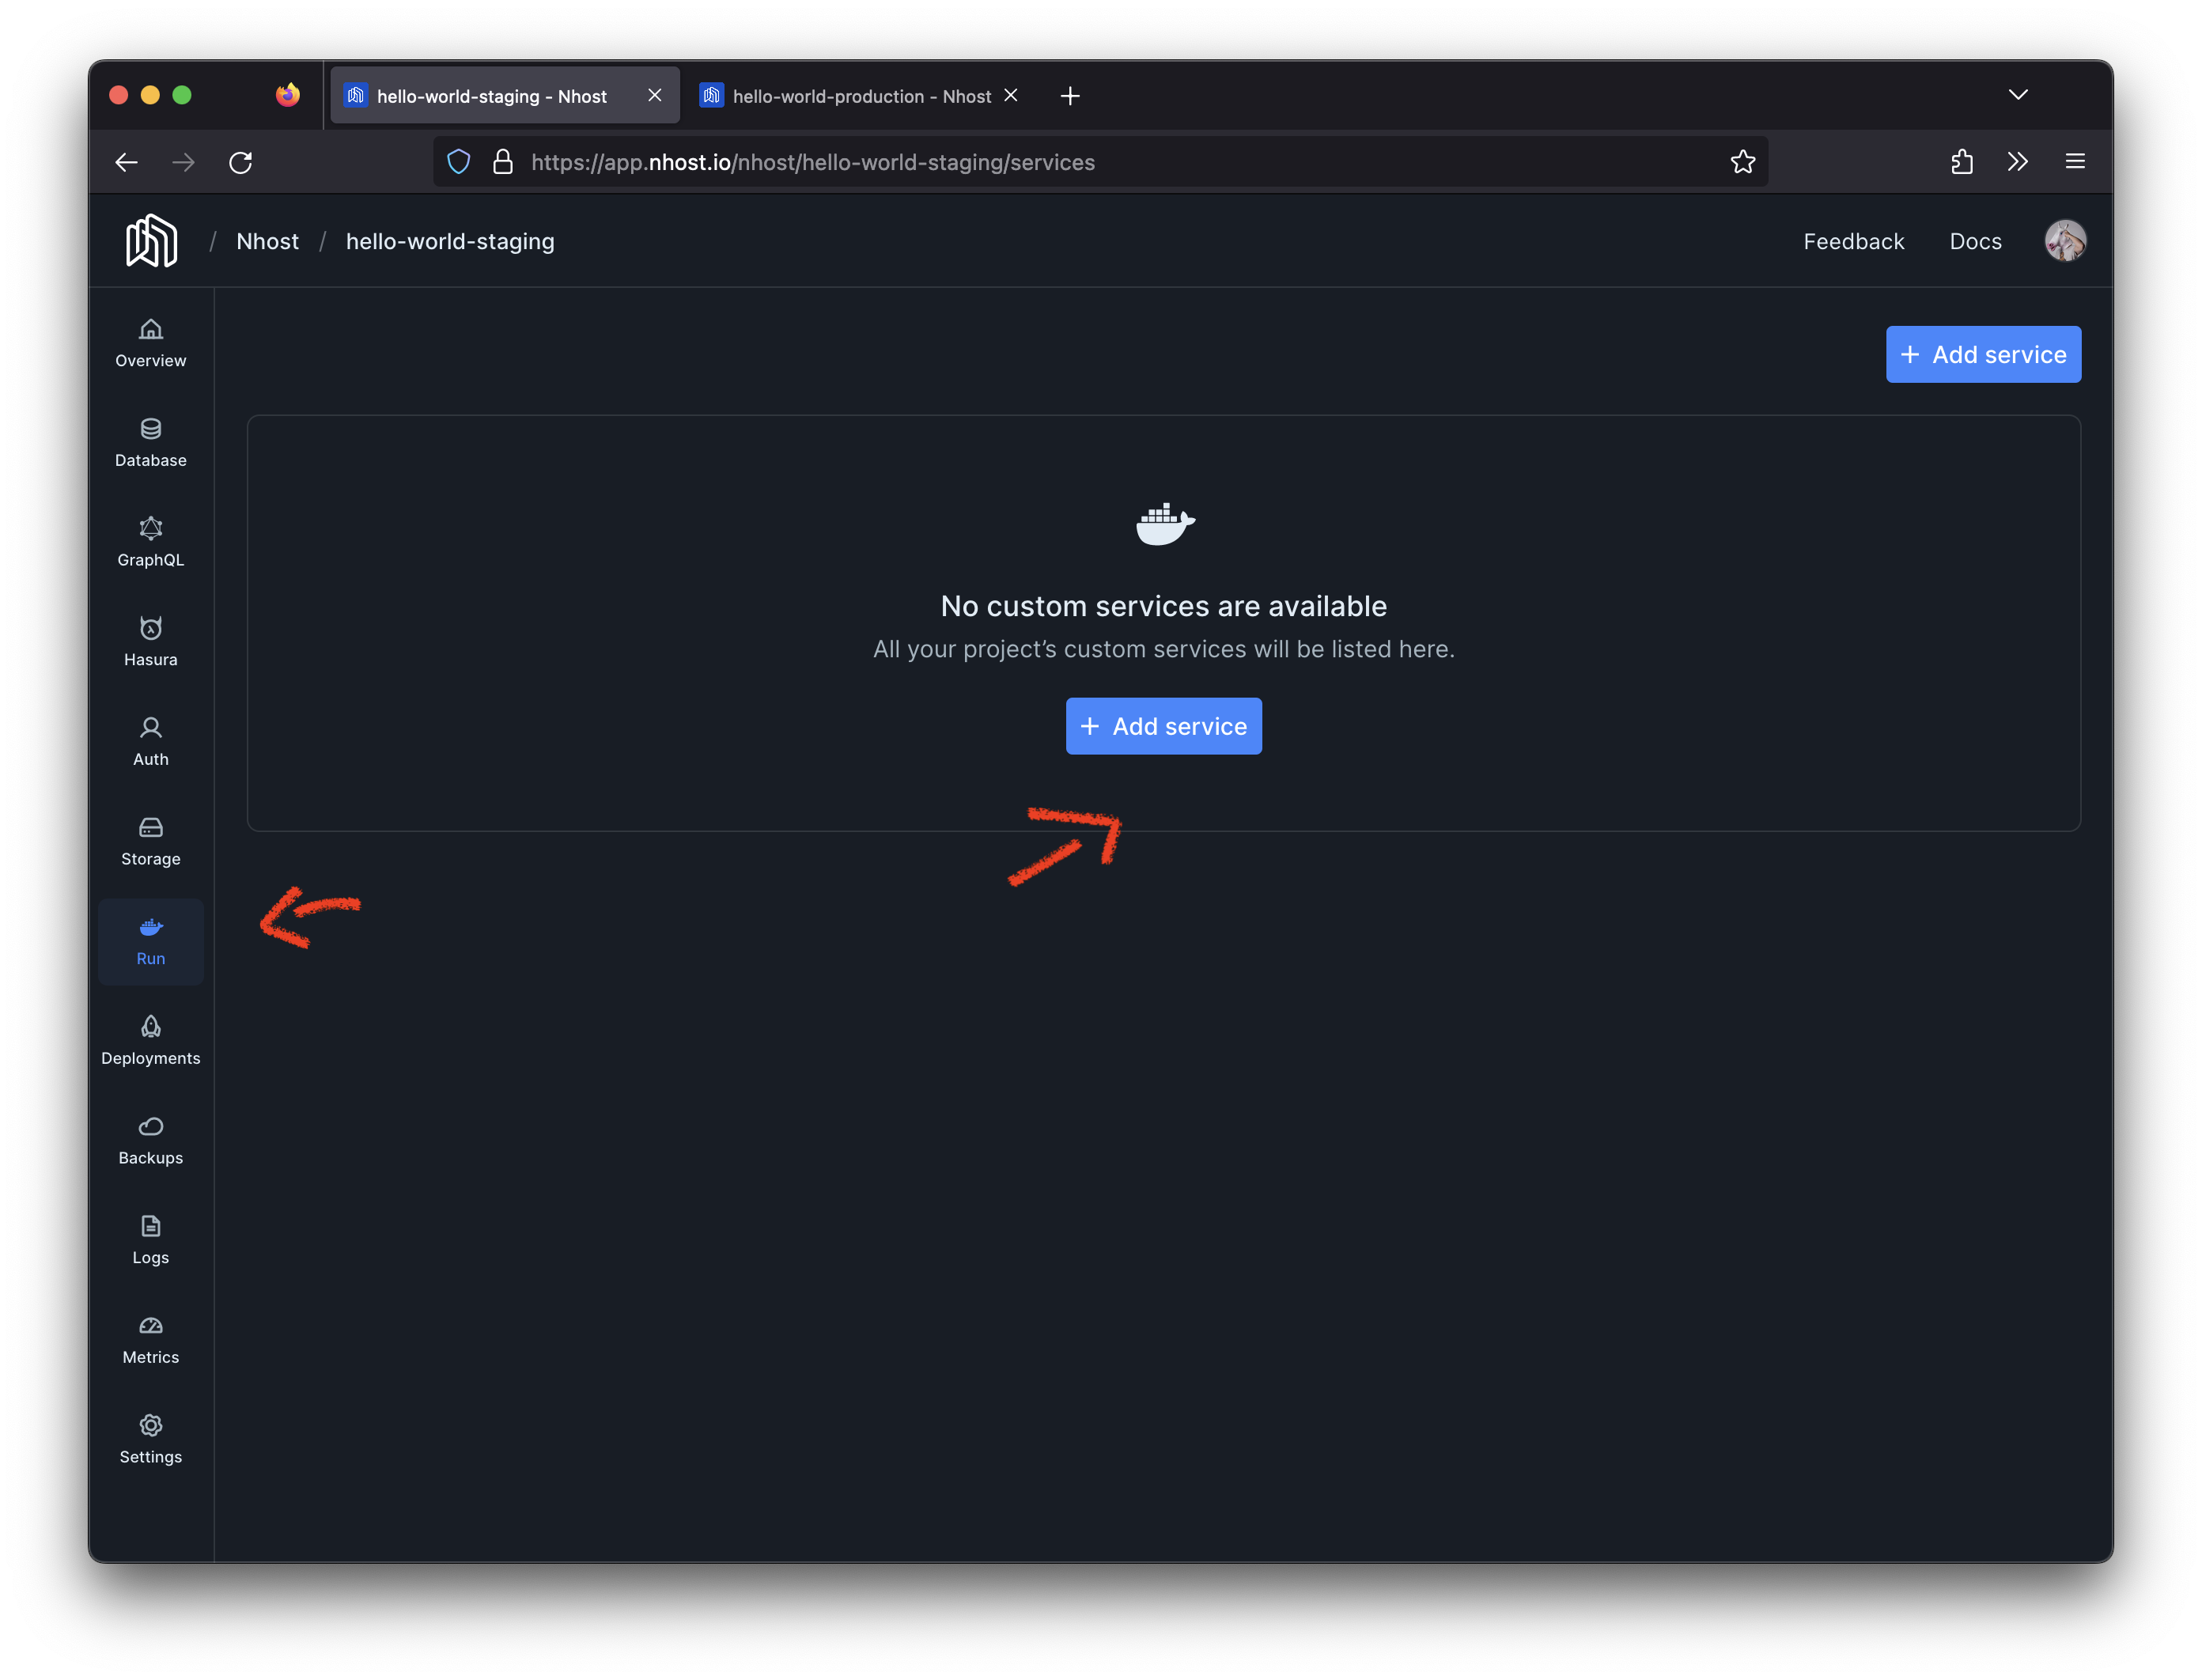 hello-world-staging - Nhost
hello-world-production - Nhost
https://app.nhost.io/nhost/hello-world-staging/services
/ Nhost / hello-world-staging
Feedback
Docs
Overview
Database
GraphQL
Hasura
Auth
Storage
Run
Deployments
Backups
Logs
Metrics
Settings
+ Add service
No custom services are available
All your project’s custom services will be listed here.
+ Add service